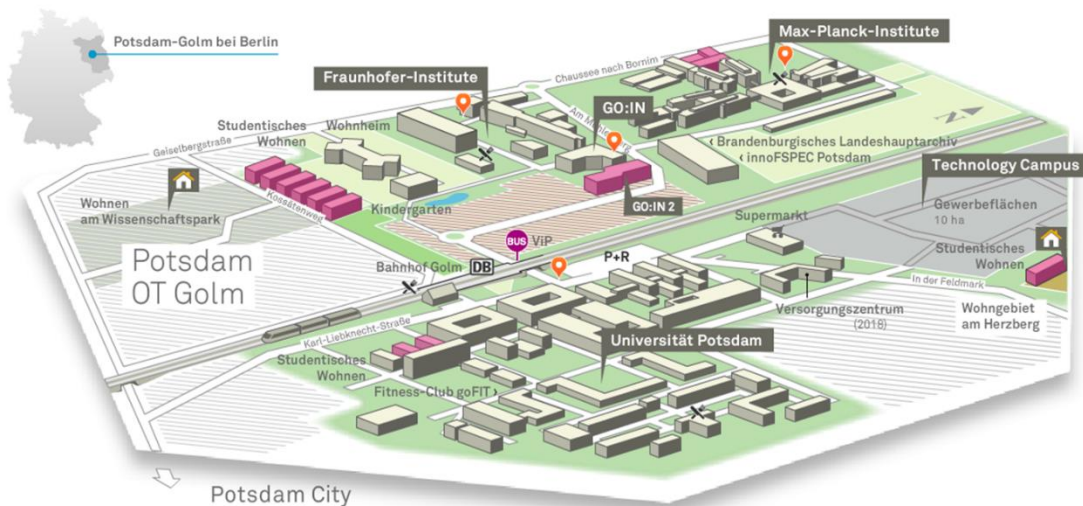 Potsdam-Golm bei Berlin
Max-Planck-Institute
Fraunhofer-Institute
Chaussee nach Bornim
GO:IN
Am Mühlenberg
Studentisches
Wohnen
Wohnheim
Geiselbergstraße
‹ Brandenburgisches Landeshauptarchiv
‹ innoFSPEC Potsdam
N
Technology Campus
Wohnen
am Wissenschaftspark
Kossätenweg
Kindergarten
GO:IN 2
Gewerbeflächen
10 ha
Supermarkt
BUS
ViP
Potsdam
OT Golm
Bahnhof Golm
DB
P+R
Studentisches
Wohnen
In der Feldmark
Versorgungszentrum
(2018)
Wohngebiet
am Herzberg
Karl-Liebknecht-Straße
Universität Potsdam
Studentisches
Wohnen
Fitness-Club goFIT ›
Potsdam City